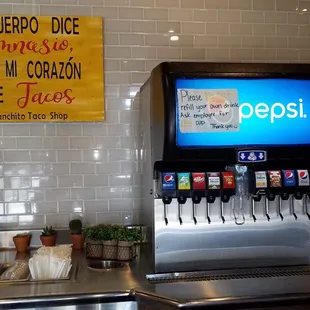 UERPO DICE
mnasio,
MI CORAZÓN
E Tacos
anchito Taco Shop
Please
refill your own drink
Ask employee for
cup.
Thank you
pepsi.